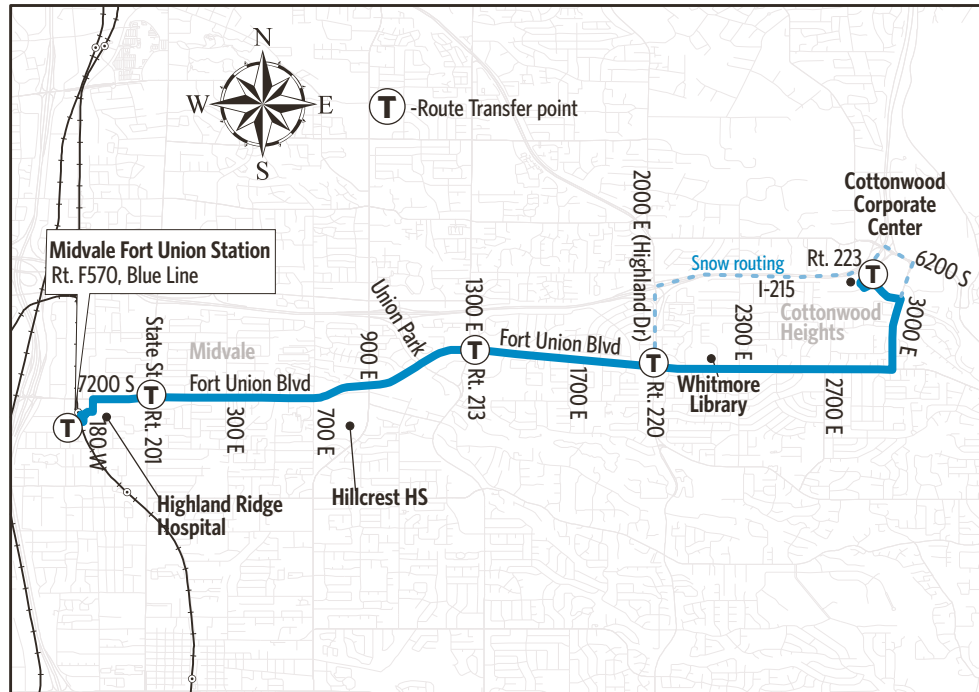 N
W
E
S
T
-Route Transfer point
Midvale Fort Union Station
Rt. F570, Blue Line
Cottonwood
Corporate
Center
2000 E (Highland Dr)
Snow routing
Rt. 223
T
6200 S
I-215
Cottonwood
Heights
3000 E
2300 E
1300 E
Union Park
900 E
State St
Midvale
T
Fort Union Blvd
T
Rt. 213
1700 E
Rt. 220
Whitmore
Library
2700 E
7200 S
T
Fort Union Blvd
T
180 W
Rt. 201
300 E
700 E
Highland Ridge
Hospital
Hillcrest HS